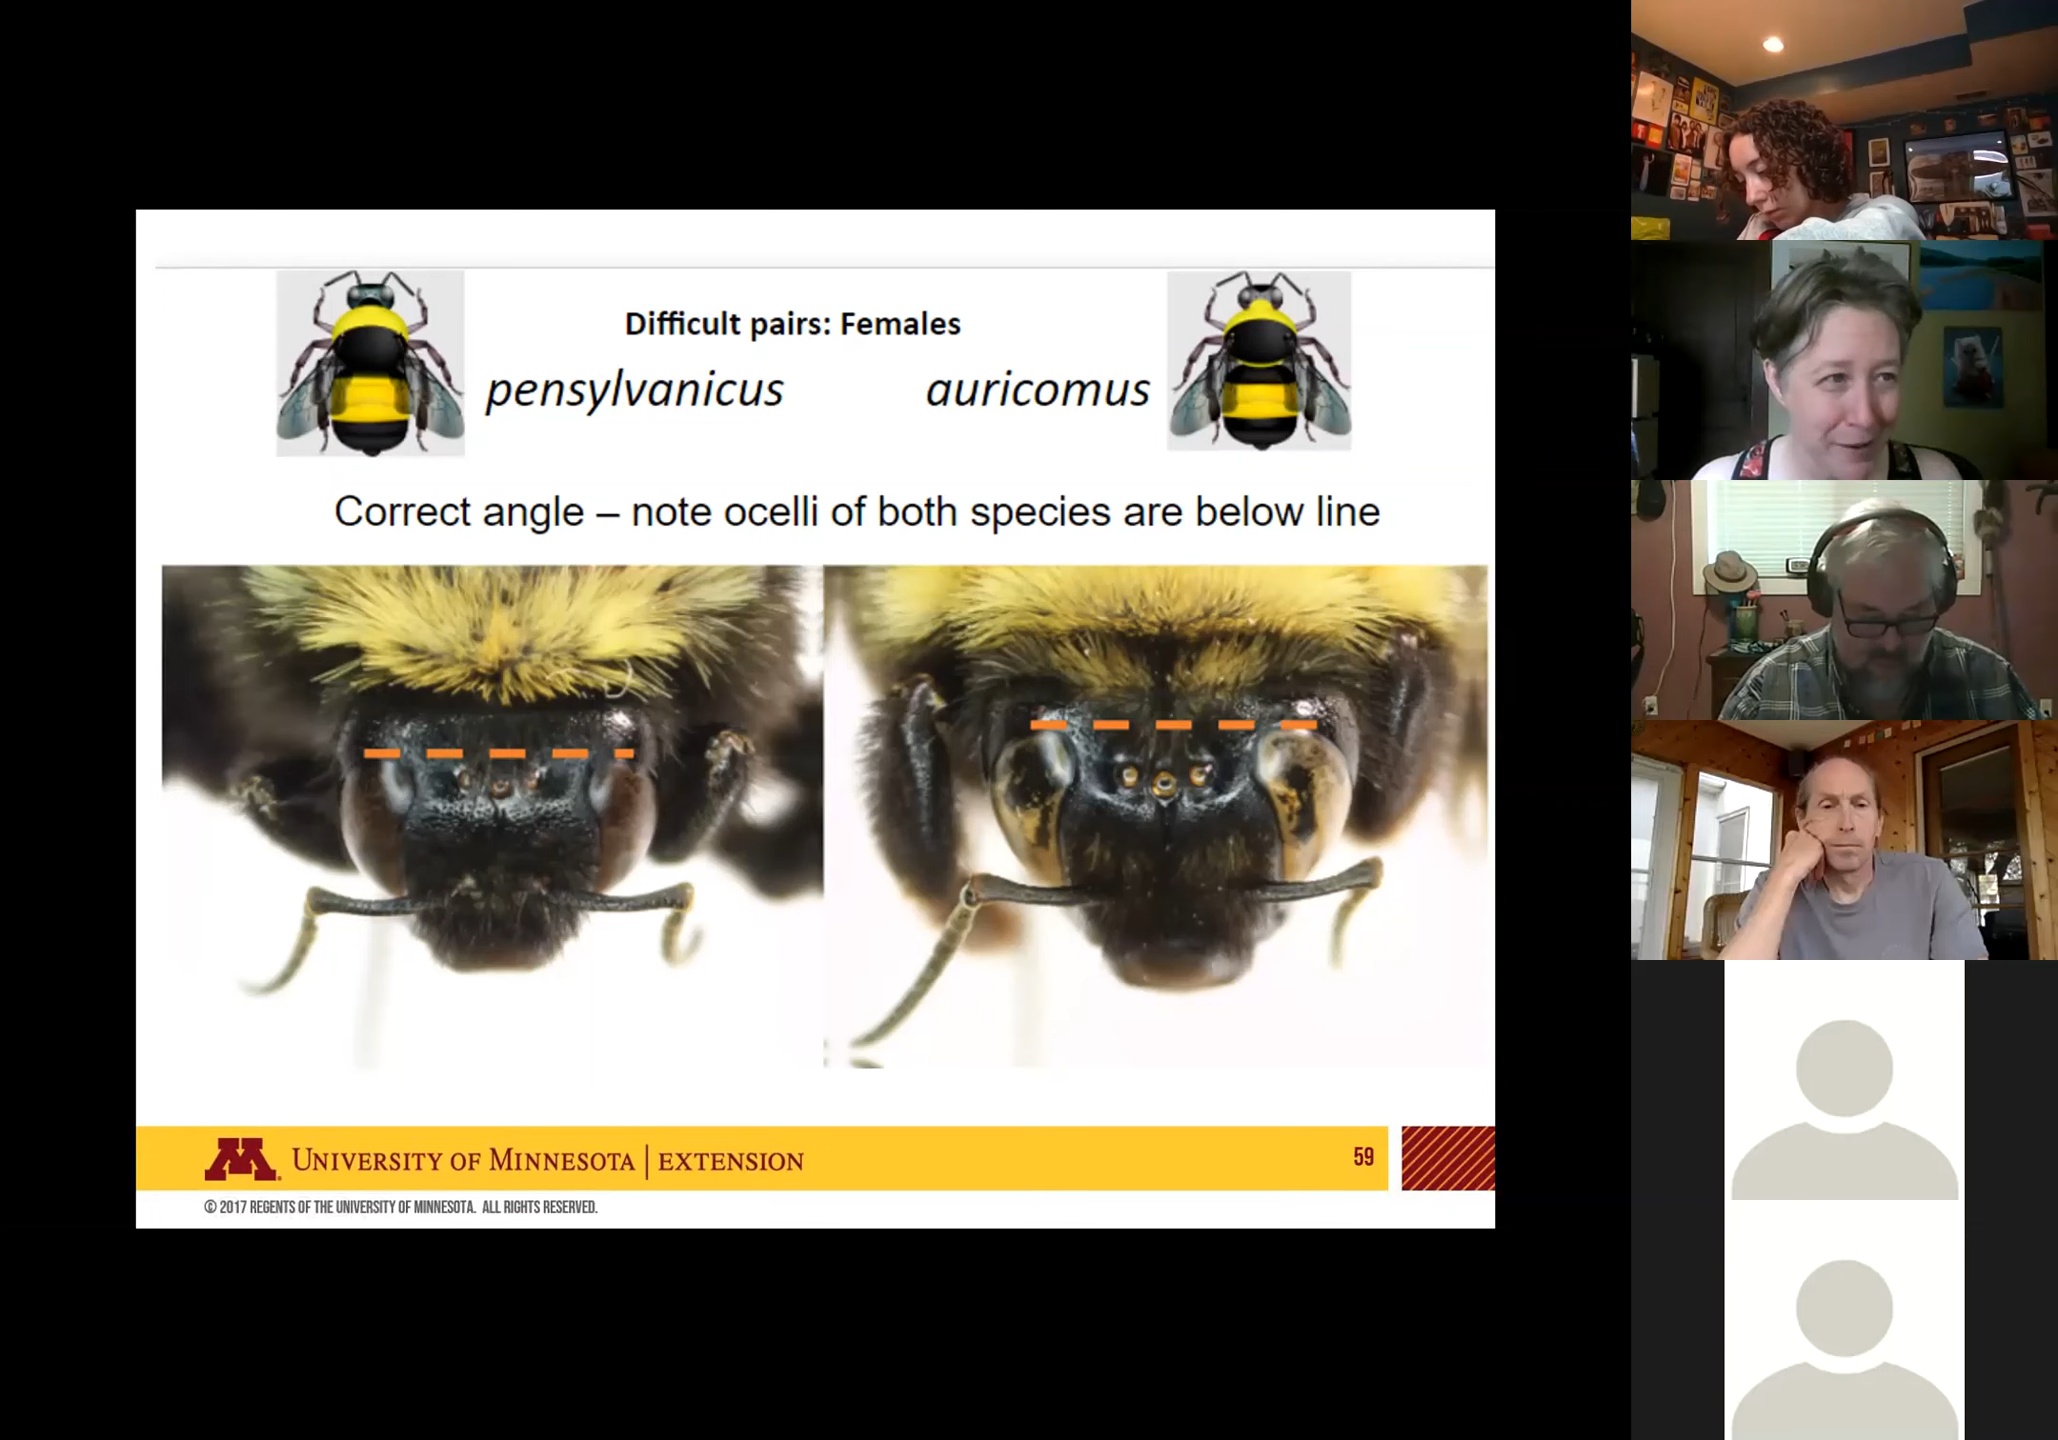 Difficult pairs: Females
pensylvanicus
auricomus
Correct angle – note ocelli of both species are below line
M
UNIVERSITY OF MINNESOTA | EXTENSION
59
© 2017 REGENTS OF THE UNIVERSITY OF MINNESOTA. ALL RIGHTS RESERVED.